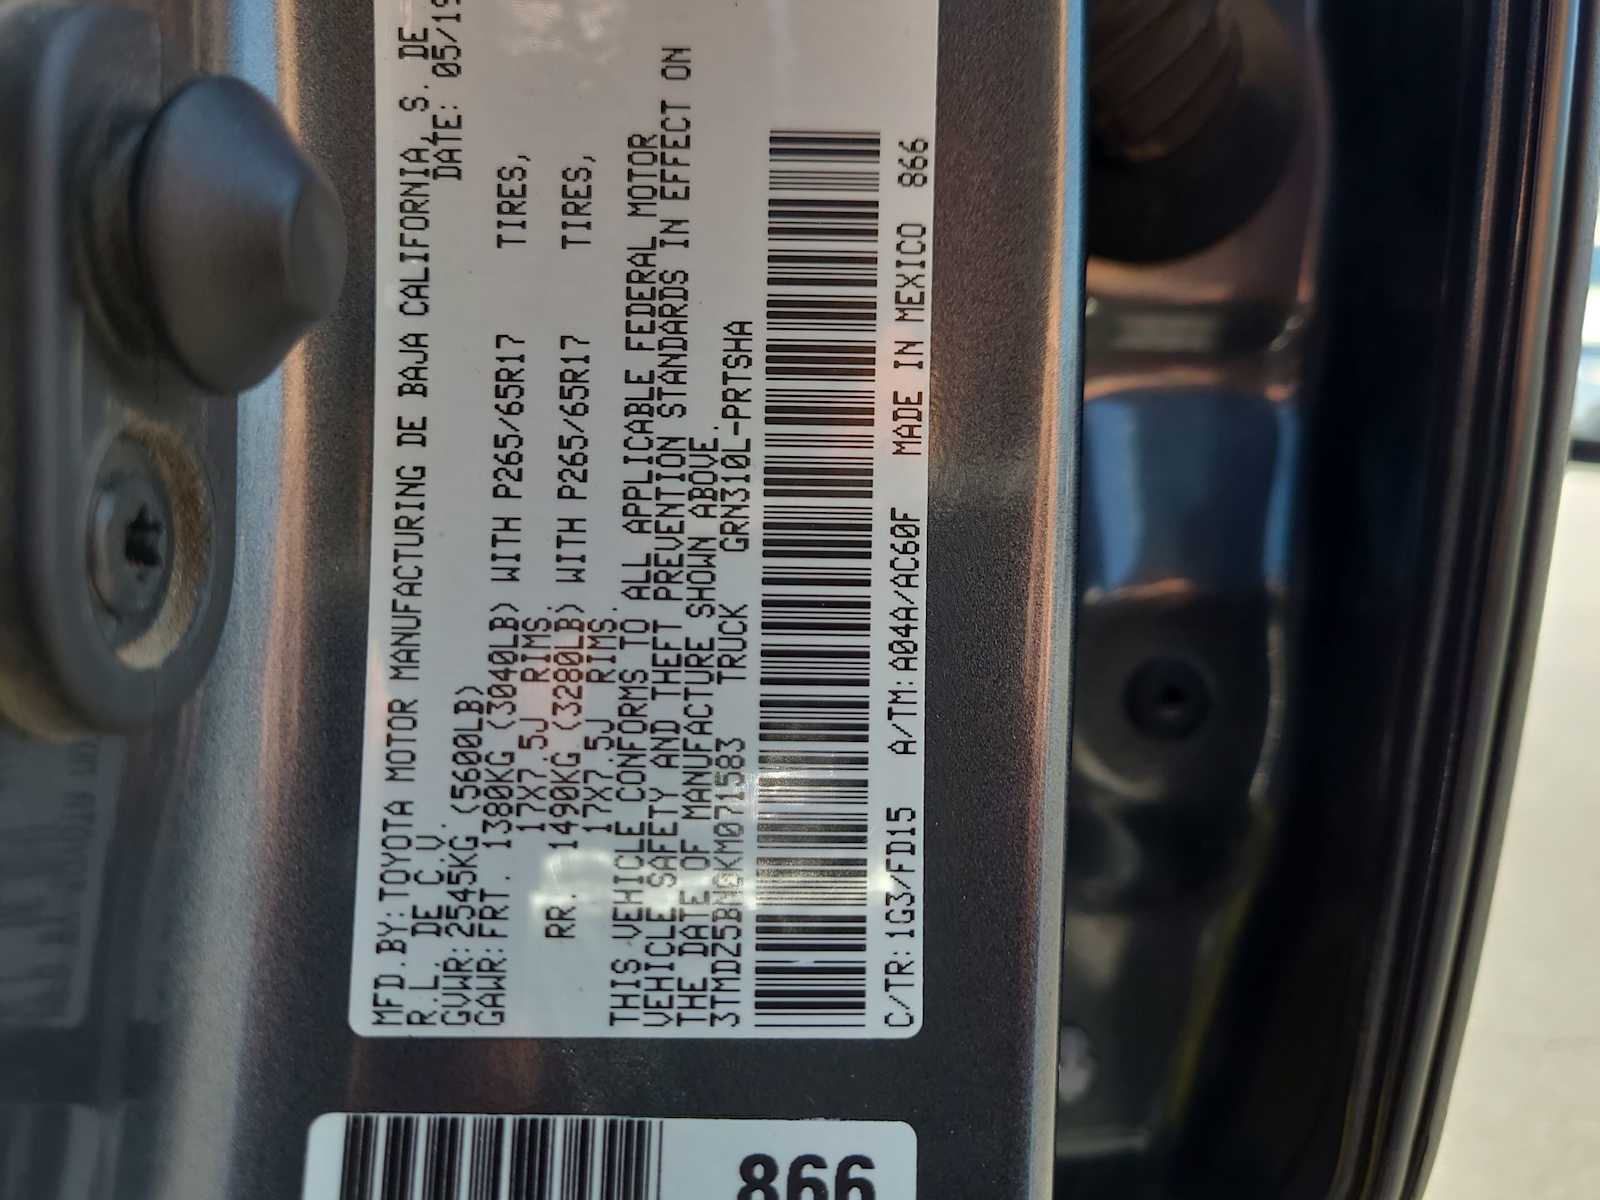 MFD.BY:TOYOTA MOTOR MANUFACTURING DE BAJA CALIFORNIA, S. DE
R.L. DE C.V. DATE: 05/19
GVWR:2545KG (5600LB)
GAWR:FRT. 1380KG (3040LB) WITH P265/65R17 TIRES,
17X7.5J RIMS.
RR. 1490KG (3280LB) WITH P265/65R17 TIRES,
17X7.5J RIMS.
THIS VEHICLE CONFORMS TO ALL APPLICABLE FEDERAL MOTOR
VEHICLE SAFETY AND THEFT PREVENTION STANDARDS IN EFFECT ON
THE DATE OF MANUFACTURE SHOWN ABOVE.
TRUCK GRN310L-PRTSHA
C/TR:1G3/FD15 A/TM:A04A/AC60F MADE IN MEXICO 866
866